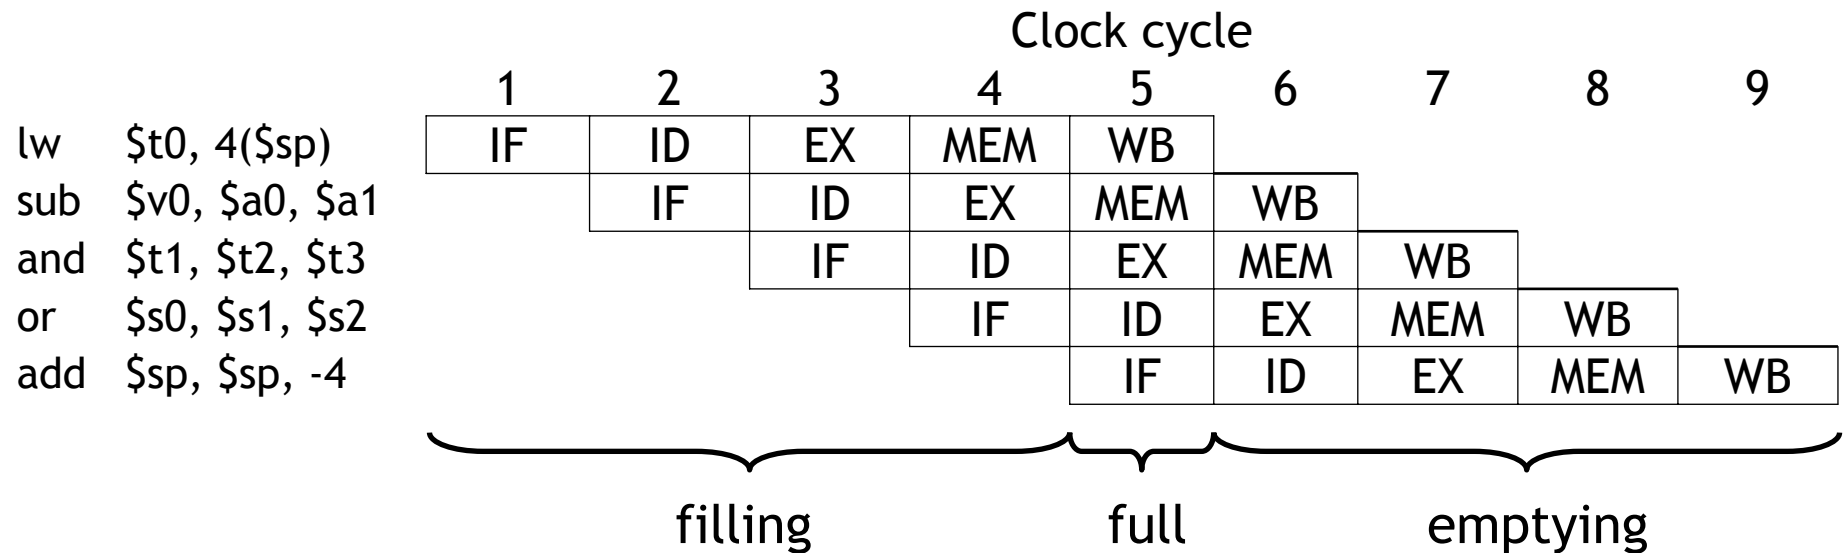 Clock cycle
1 2 3 4 5 6 7 8 9
lw $t0, 4($sp) IF ID EX MEM WB
sub $v0, $a0, $a1 IF ID EX MEM WB
and $t1, $t2, $t3 IF ID EX MEM WB
or $s0, $s1, $s2 IF ID EX MEM WB
add $sp, $sp, -4 IF ID EX MEM WB
filling full emptying